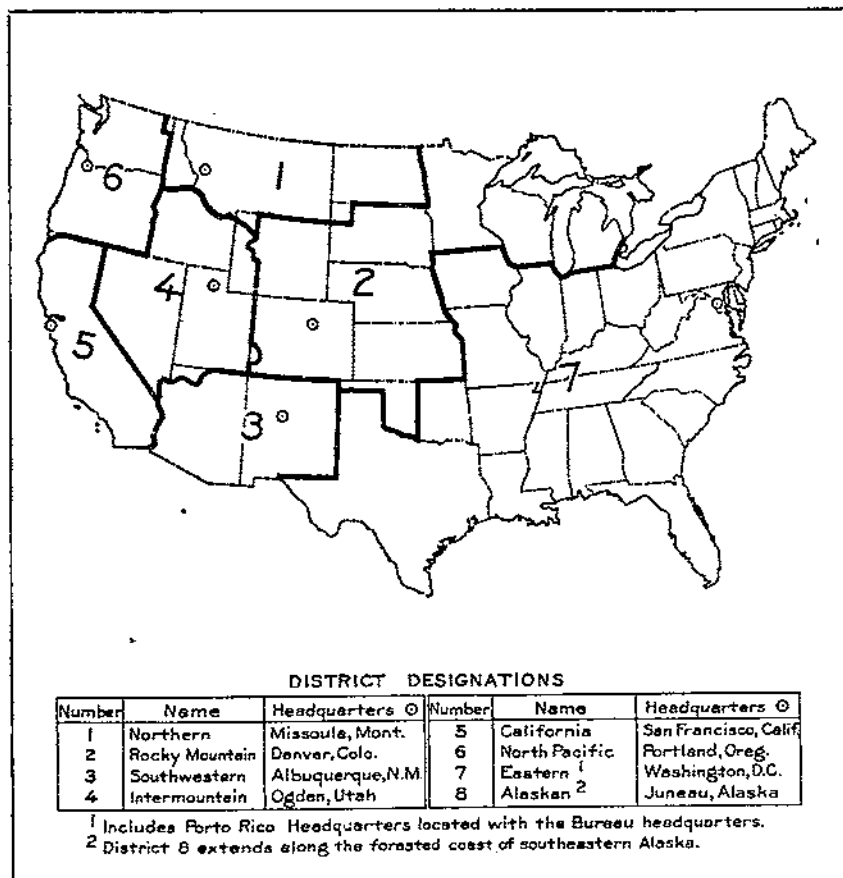 1
6
2
4
5
7
3
DISTRICT DESIGNATIONS
Number Name Headquarters ⊙ Number Name Headquarters ⊙
1 Northern Missoula, Mont. 5 California San Francisco, Calif.
2 Rocky Mountain Denver, Colo. 6 North Pacific Portland, Oreg.
3 Southwestern Albuquerque, N.M. 7 Eastern 1 Washington, D.C.
4 Intermountain Ogden, Utah 8 Alaskan 2 Juneau, Alaska
1 Includes Porto Rico Headquarters located with the Bureau headquarters.
2 District 8 extends along the forested coast of southeastern Alaska.